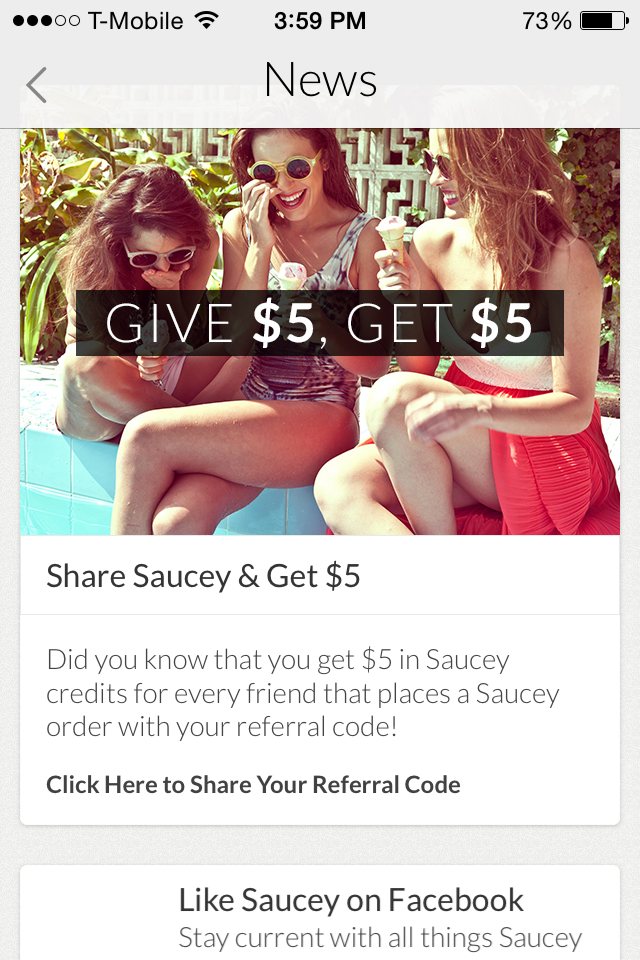 T-Mobile 3:59 PM 73%
News
GIVE $5, GET $5
Share Saucey & Get $5
Did you know that you get $5 in Saucey
credits for every friend that places a Saucey
order with your referral code!
Click Here to Share Your Referral Code
Like Saucey on Facebook
Stay current with all things Saucey